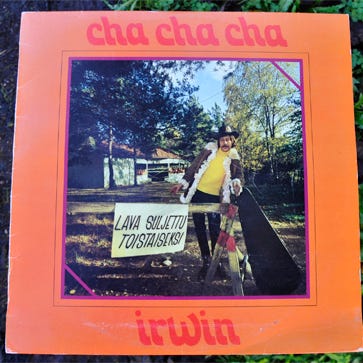 cha cha cha
LAVA SULJETTU
TOISTAISEKSI
irwin